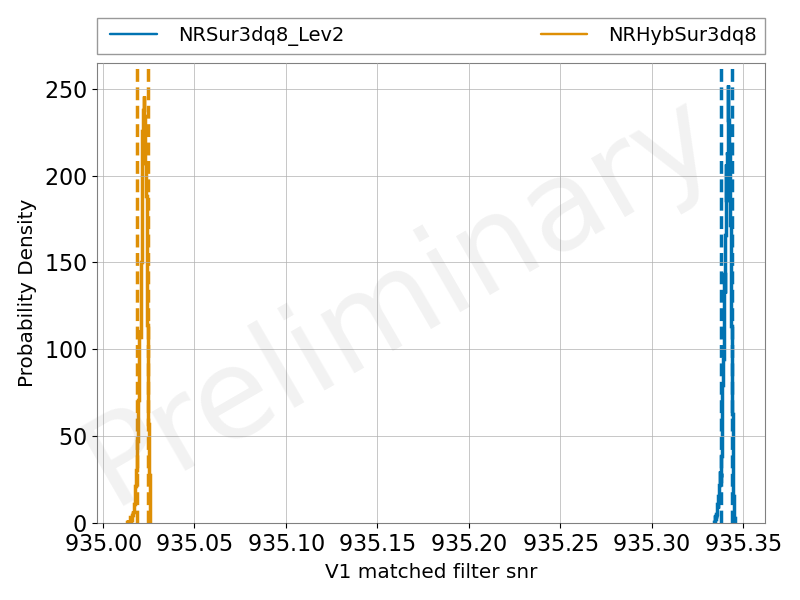 NRSur3dq8_Lev2 NRHybSur3dq8
250
200
150
100
50
0
Probability Density
Preliminary
935.00 935.05 935.10 935.15 935.20 935.25 935.30 935.35
V1 matched filter snr